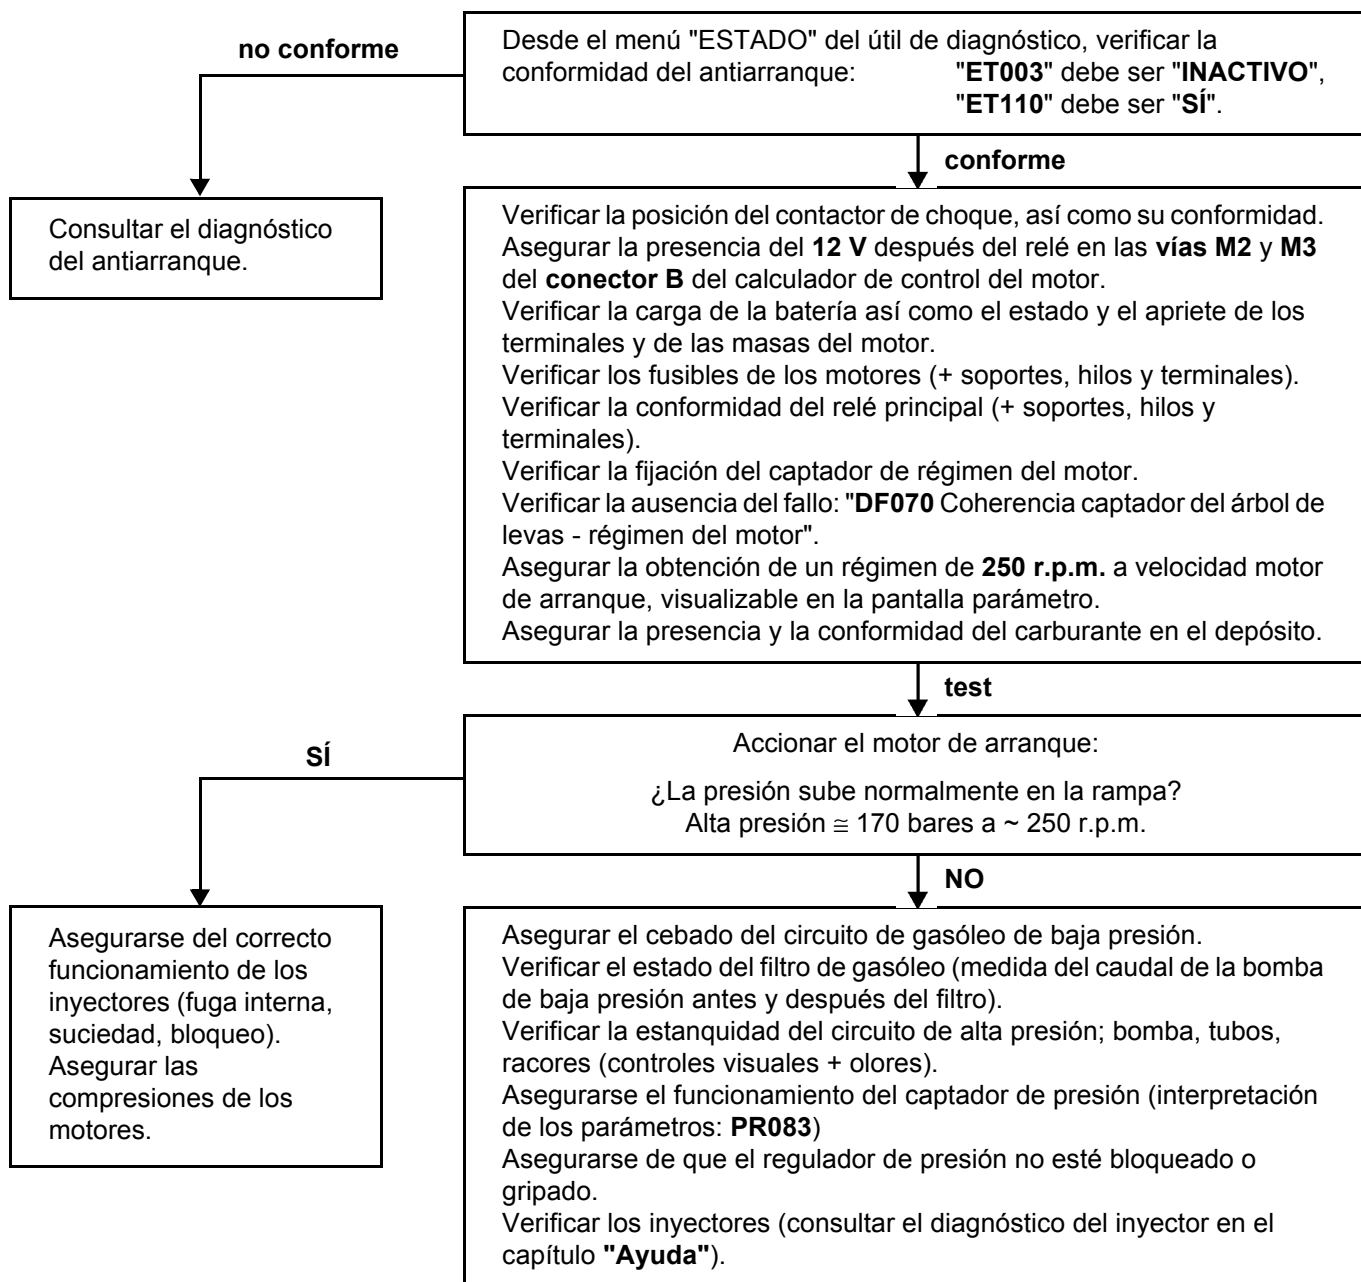 no conforme
Desde el menú "ESTADO" del útil de diagnóstico, verificar la
conformidad del antiarranque: "ET003" debe ser "INACTIVO",
"ET110" debe ser "SÍ".
conforme
Consultar el diagnóstico
del antiarranque.
Verificar la posición del contactor de choque, así como su conformidad.
Asegurar la presencia del 12 V después del relé en las vías M2 y M3
del conector B del calculador de control del motor.
Verificar la carga de la batería así como el estado y el apriete de los
terminales y de las masas del motor.
Verificar los fusibles de los motores (+ soportes, hilos y terminales).
Verificar la conformidad del relé principal (+ soportes, hilos y
terminales).
Verificar la fijación del captador de régimen del motor.
Verificar la ausencia del fallo: "DF070 Coherencia captador del árbol de
levas - régimen del motor".
Asegurar la obtención de un régimen de 250 r.p.m. a velocidad motor
de arranque, visualizable en la pantalla parámetro.
Asegurar la presencia y la conformidad del carburante en el depósito.
test
SÍ
Accionar el motor de arranque:
¿La presión sube normalmente en la rampa?
Alta presión ≅ 170 bares a ~ 250 r.p.m.
NO
Asegurarse del correcto
funcionamiento de los
inyectores (fuga interna,
suciedad, bloqueo).
Asegurar las
compresiones de los
motores.
Asegurar el cebado del circuito de gasóleo de baja presión.
Verificar el estado del filtro de gasóleo (medida del caudal de la bomba
de baja presión antes y después del filtro).
Verificar la estanquidad del circuito de alta presión; bomba, tubos,
racores (controles visuales + olores).
Asegurarse el funcionamiento del captador de presión (interpretación
de los parámetros: PR083)
Asegurarse de que el regulador de presión no esté bloqueado o
gripado.
Verificar los inyectores (consultar el diagnóstico del inyector en el
capítulo "Ayuda").